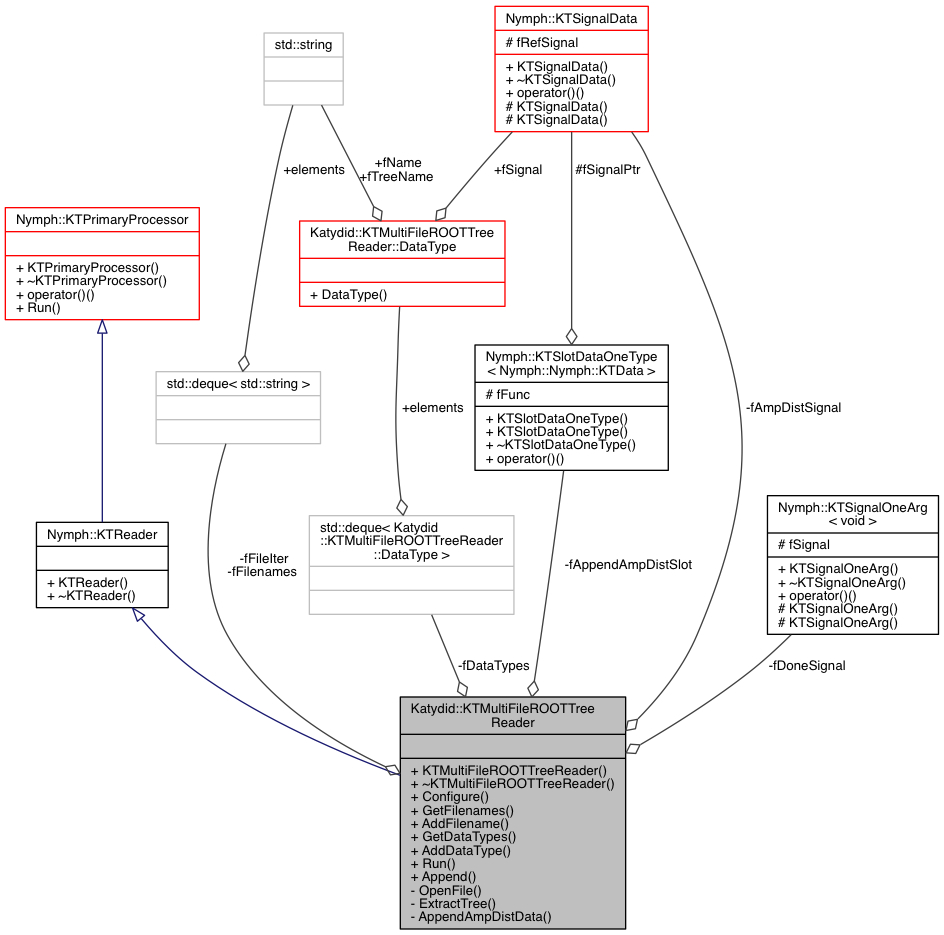 Nymph::KTSignalData
# fRefSignal
+ KTSignalData()
+ ~KTSignalData()
+ operator()()
# KTSignalData()
# KTSignalData()
std::string
+elements
+fName
+fTreeName
+fSignal
#fSignalPtr
Nymph::KTPrimaryProcessor
+ KTPrimaryProcessor()
+ ~KTPrimaryProcessor()
+ operator()()
+ Run()
Katydid::KTMultiFileROOTTree
Reader::DataType
+ DataType()
std::deque< std::string >
+elements
Nymph::KTSlotDataOneType
< Nymph::Nymph::KTData >
# fFunc
+ KTSlotDataOneType()
+ KTSlotDataOneType()
+ ~KTSlotDataOneType()
+ operator()()
-fAmpDistSignal
Nymph::KTReader
+ KTReader()
+ ~KTReader()
-fFileIter
-fFilenames
std::deque< Katydid
::KTMultiFileROOTTreeReader
::DataType >
-fAppendAmpDistSlot
Nymph::KTSignalOneArg
< void >
# fSignal
+ KTSignalOneArg()
+ ~KTSignalOneArg()
+ operator()()
# KTSignalOneArg()
# KTSignalOneArg()
-fDataTypes
-fDoneSignal
Katydid::KTMultiFileROOTTree
Reader
+ KTMultiFileROOTTreeReader()
+ ~KTMultiFileROOTTreeReader()
+ Configure()
+ GetFilenames()
+ AddFilename()
+ GetDataTypes()
+ AddDataType()
+ Run()
+ Append()
- OpenFile()
- ExtractTree()
- AppendAmpDistData()